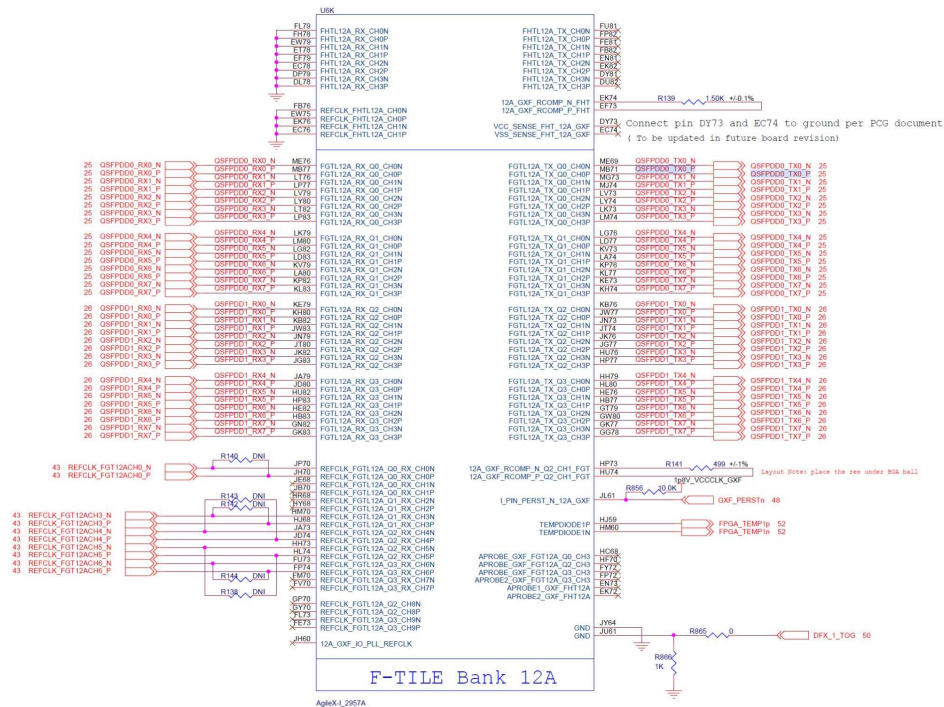 U6K
FL79 FHTL12A_RX_CH0N FHTL12A_TX_CH0N FU81
FH78 FHTL12A_RX_CH0P FHTL12A_TX_CH0P FP82
EW79 FHTL12A_RX_CH1N FHTL12A_TX_CH1N FE81
ET78 FHTL12A_RX_CH1P FHTL12A_TX_CH1P FB82
EF79 FHTL12A_RX_CH2N FHTL12A_TX_CH2N EN81
EC78 FHTL12A_RX_CH2P FHTL12A_TX_CH2P EK82
DP79 FHTL12A_RX_CH3N FHTL12A_TX_CH3N DY81
DL78 FHTL12A_RX_CH3P FHTL12A_TX_CH3P DU82
12A_GXF_RCOMP_N_FHT EK74 R139 1.50K +/-0.1%
12A_GXF_RCOMP_P_FHT EF73
FB76 REFCLK_FHTL12A_CH0N
EW75 REFCLK_FHTL12A_CH0P
EK76 REFCLK_FHTL12A_CH1N VCC_SENSE_FHT_12A_GXF DY73 Connect pin DY73 and EC74 to ground per PCG document
EC76 REFCLK_FHTL12A_CH1P VSS_SENSE_FHT_12A_GXF EC74 ( To be updated in future board revision)
25 QSFPDD0_RX0_N QSFPDD0_RX0_N ME76 FGTL12A_RX_Q0_CH0N FGTL12A_TX_Q0_CH0N ME69 QSFPDD0_TX0_N QSFPDD0_TX0_N 25
25 QSFPDD0_RX0_P QSFPDD0_RX0_P MB77 FGTL12A_RX_Q0_CH0P FGTL12A_TX_Q0_CH0P MB71 QSFPDD0_TX0_P QSFPDD0_TX0_P 25
25 QSFPDD0_RX1_N QSFPDD0_RX1_N LT76 FGTL12A_RX_Q0_CH1N FGTL12A_TX_Q0_CH1N MG73 QSFPDD0_TX1_N QSFPDD0_TX1_N 25
25 QSFPDD0_RX1_P QSFPDD0_RX1_P LP77 FGTL12A_RX_Q0_CH1P FGTL12A_TX_Q0_CH1P MJ74 QSFPDD0_TX1_P QSFPDD0_TX1_P 25
25 QSFPDD0_RX2_N QSFPDD0_RX2_N LV79 FGTL12A_RX_Q0_CH2N FGTL12A_TX_Q0_CH2N LV73 QSFPDD0_TX2_N QSFPDD0_TX2_N 25
25 QSFPDD0_RX2_P QSFPDD0_RX2_P LY80 FGTL12A_RX_Q0_CH2P FGTL12A_TX_Q0_CH2P LY74 QSFPDD0_TX2_P QSFPDD0_TX2_P 25
25 QSFPDD0_RX3_N QSFPDD0_RX3_N LT82 FGTL12A_RX_Q0_CH3N FGTL12A_TX_Q0_CH3N LK73 QSFPDD0_TX3_N QSFPDD0_TX3_N 25
25 QSFPDD0_RX3_P QSFPDD0_RX3_P LP83 FGTL12A_RX_Q0_CH3P FGTL12A_TX_Q0_CH3P LM74 QSFPDD0_TX3_P QSFPDD0_TX3_P 25
25 QSFPDD0_RX4_N QSFPDD0_RX4_N LK79 FGTL12A_RX_Q1_CH0N FGTL12A_TX_Q1_CH0N LG76 QSFPDD0_TX4_N QSFPDD0_TX4_N 25
25 QSFPDD0_RX4_P QSFPDD0_RX4_P LM80 FGTL12A_RX_Q1_CH0P FGTL12A_TX_Q1_CH0P LD77 QSFPDD0_TX4_P QSFPDD0_TX4_P 25
25 QSFPDD0_RX5_N QSFPDD0_RX5_N LG82 FGTL12A_RX_Q1_CH1N FGTL12A_TX_Q1_CH1N KV73 QSFPDD0_TX5_N QSFPDD0_TX5_N 25
25 QSFPDD0_RX5_P QSFPDD0_RX5_P LD83 FGTL12A_RX_Q1_CH1P FGTL12A_TX_Q1_CH1P LA74 QSFPDD0_TX5_P QSFPDD0_TX5_P 25
25 QSFPDD0_RX6_N QSFPDD0_RX6_N KV79 FGTL12A_RX_Q1_CH2N FGTL12A_TX_Q1_CH2N KP76 QSFPDD0_TX6_N QSFPDD0_TX6_N 25
25 QSFPDD0_RX6_P QSFPDD0_RX6_P LA80 FGTL12A_RX_Q1_CH2P FGTL12A_TX_Q1_CH2P KL77 QSFPDD0_TX6_P QSFPDD0_TX6_P 25
25 QSFPDD0_RX7_N QSFPDD0_RX7_N KP82 FGTL12A_RX_Q1_CH3N FGTL12A_TX_Q1_CH3N KE73 QSFPDD0_TX7_N QSFPDD0_TX7_N 25
25 QSFPDD0_RX7_P QSFPDD0_RX7_P KL83 FGTL12A_RX_Q1_CH3P FGTL12A_TX_Q1_CH3P KH74 QSFPDD0_TX7_P QSFPDD0_TX7_P 25
26 QSFPDD1_RX0_N QSFPDD1_RX0_N KE79 FGTL12A_RX_Q2_CH0N FGTL12A_TX_Q2_CH0N KB76 QSFPDD1_TX0_N QSFPDD1_TX0_N 26
26 QSFPDD1_RX0_P QSFPDD1_RX0_P KH80 FGTL12A_RX_Q2_CH0P FGTL12A_TX_Q2_CH0P JW77 QSFPDD1_TX0_P QSFPDD1_TX0_P 26
26 QSFPDD1_RX1_N QSFPDD1_RX1_N KB82 FGTL12A_RX_Q2_CH1N FGTL12A_TX_Q2_CH1N JN73 QSFPDD1_TX1_N QSFPDD1_TX1_N 26
26 QSFPDD1_RX1_P QSFPDD1_RX1_P JW83 FGTL12A_RX_Q2_CH1P FGTL12A_TX_Q2_CH1P JT74 QSFPDD1_TX1_P QSFPDD1_TX1_P 26
26 QSFPDD1_RX2_N QSFPDD1_RX2_N JN79 FGTL12A_RX_Q2_CH2N FGTL12A_TX_Q2_CH2N JK76 QSFPDD1_TX2_N QSFPDD1_TX2_N 26
26 QSFPDD1_RX2_P QSFPDD1_RX2_P JT80 FGTL12A_RX_Q2_CH2P FGTL12A_TX_Q2_CH2P JG77 QSFPDD1_TX2_P QSFPDD1_TX2_P 26
26 QSFPDD1_RX3_N QSFPDD1_RX3_N JK82 FGTL12A_RX_Q2_CH3N FGTL12A_TX_Q2_CH3N HU76 QSFPDD1_TX3_N QSFPDD1_TX3_N 26
26 QSFPDD1_RX3_P QSFPDD1_RX3_P JG83 FGTL12A_RX_Q2_CH3P FGTL12A_TX_Q2_CH3P HP77 QSFPDD1_TX3_P QSFPDD1_TX3_P 26
26 QSFPDD1_RX4_N QSFPDD1_RX4_N JA79 FGTL12A_RX_Q3_CH0N FGTL12A_TX_Q3_CH0N HH79 QSFPDD1_TX4_N QSFPDD1_TX4_N 26
26 QSFPDD1_RX4_P QSFPDD1_RX4_P JD80 FGTL12A_RX_Q3_CH0P FGTL12A_TX_Q3_CH0P HL80 QSFPDD1_TX4_P QSFPDD1_TX4_P 26
26 QSFPDD1_RX5_N QSFPDD1_RX5_N HU82 FGTL12A_RX_Q3_CH1N FGTL12A_TX_Q3_CH1N HE76 QSFPDD1_TX5_N QSFPDD1_TX5_N 26
26 QSFPDD1_RX5_P QSFPDD1_RX5_P HP83 FGTL12A_RX_Q3_CH1P FGTL12A_TX_Q3_CH1P HB77 QSFPDD1_TX5_P QSFPDD1_TX5_P 26
26 QSFPDD1_RX6_N QSFPDD1_RX6_N HE82 FGTL12A_RX_Q3_CH2N FGTL12A_TX_Q3_CH2N GT79 QSFPDD1_TX6_N QSFPDD1_TX6_N 26
26 QSFPDD1_RX6_P QSFPDD1_RX6_P HB83 FGTL12A_RX_Q3_CH2P FGTL12A_TX_Q3_CH2P GW80 QSFPDD1_TX6_P QSFPDD1_TX6_P 26
26 QSFPDD1_RX7_N QSFPDD1_RX7_N GN82 FGTL12A_RX_Q3_CH3N FGTL12A_TX_Q3_CH3N GK77 QSFPDD1_TX7_N QSFPDD1_TX7_N 26
26 QSFPDD1_RX7_P QSFPDD1_RX7_P GK83 FGTL12A_RX_Q3_CH3P FGTL12A_TX_Q3_CH3P GG78 QSFPDD1_TX7_P QSFPDD1_TX7_P 26
R140 DNI
43 REFCLK_FGT12ACH0_N JP70 REFCLK_FGTL12A_Q2_RX_CH0N 12A_GXF_RCOMP_N_Q2_CH1_FGT HP73 R141 499 +/-1% Layout Note: place the res under BGA ball
43 REFCLK_FGT12ACH0_P JH70 REFCLK_FGTL12A_Q2_RX_CH0P 12A_GXF_RCOMP_P_Q2_CH1_FGT HU74
JE68 REFCLK_FGTL12A_Q2_RX_CH1N 1p8V_VCCCLK_GXF
JB70 REFCLK_FGTL12A_Q2_RX_CH1P R856 10.0K
R143 DNI HR68 REFCLK_FGTL12A_Q2_RX_CH2N I_PIN_PERST_N_12A_GXF JL61 GXF_PERSTn 48
R142 DNI HY68 REFCLK_FGTL12A_Q2_RX_CH2P
43 REFCLK_FGT12ACH3_N HM70 REFCLK_FGTL12A_Q2_RX_CH3N
43 REFCLK_FGT12ACH3_P HJ68 REFCLK_FGTL12A_Q2_RX_CH3P TEMPDIODE1P HJ59 FPGA_TEMP1p 52
43 REFCLK_FGT12ACH4_N JA73 REFCLK_FGTL12A_Q2_RX_CH4N TEMPDIODE1N HM60 FPGA_TEMP1n 52
43 REFCLK_FGT12ACH4_P JD74 REFCLK_FGTL12A_Q2_RX_CH4P
43 REFCLK_FGT12ACH5_N HH73 REFCLK_FGTL12A_Q2_RX_CH5N
43 REFCLK_FGT12ACH5_P HL74 REFCLK_FGTL12A_Q2_RX_CH5P APROBE_GXF_FGT12A_Q0_CH3 HC68
43 REFCLK_FGT12ACH6_N FU73 REFCLK_FGTL12A_Q3_RX_CH6N APROBE_GXF_FGT12A_Q2_CH3 HF70
43 REFCLK_FGT12ACH6_P FP74 REFCLK_FGTL12A_Q3_RX_CH6P APROBE_GXF_FGT12A_Q3_CH3 FY72
R144 DNI FM70 REFCLK_FGTL12A_Q3_RX_CH7N APROBE2_GXF_FGT12A_Q3_CH3 FP72
FV70 REFCLK_FGTL12A_Q3_RX_CH7P APROBE1_GXF_FHT12A EN73
R138 DNI APROBE2_GXF_FHT12A EK72
GP70 REFCLK_FGTL12A_Q2_CH8N
GY70 REFCLK_FGTL12A_Q2_CH8P
FL73 REFCLK_FGTL12A_Q3_CH9N GND JY64
FE73 REFCLK_FGTL12A_Q3_CH9P GND JU61 R865 0 DFX_1_TOG 50
JH60 12A_GXF_IO_PLL_REFCLK
R866
1K
F-TILE Bank 12A
AgileX-I_2957A